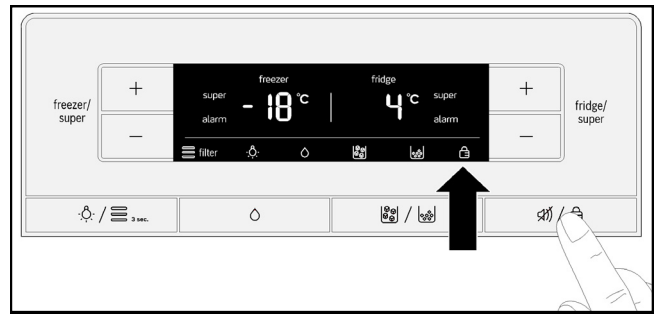 freezer/
super
+
−
freezer
super
alarm
-18 °C
fridge
4 °C
super
alarm
filter
+
−
fridge/
super
/ 3 sec.
/
/